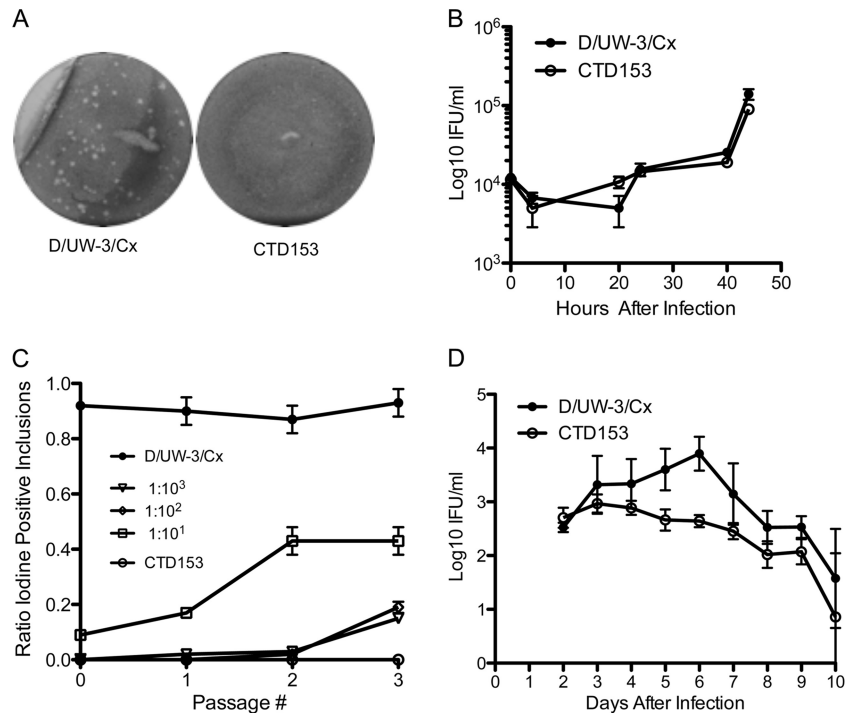 A
D/UW-3/Cx
CTD153
B
D/UW-3/Cx
CTD153
Log10 IFU/ml
10⁶
10⁵
10⁴
10³
0 10 20 30 40 50
Hours After Infection
C
Ratio Iodine Positive Inclusions
1.0
0.8
0.6
0.4
0.2
0.0
D/UW-3/Cx
1:10³
1:10²
1:10¹
CTD153
0 1 2 3
Passage #
D
D/UW-3/Cx
CTD153
Log10 IFU/ml
5
4
3
2
1
0
0 1 2 3 4 5 6 7 8 9 10
Days After Infection